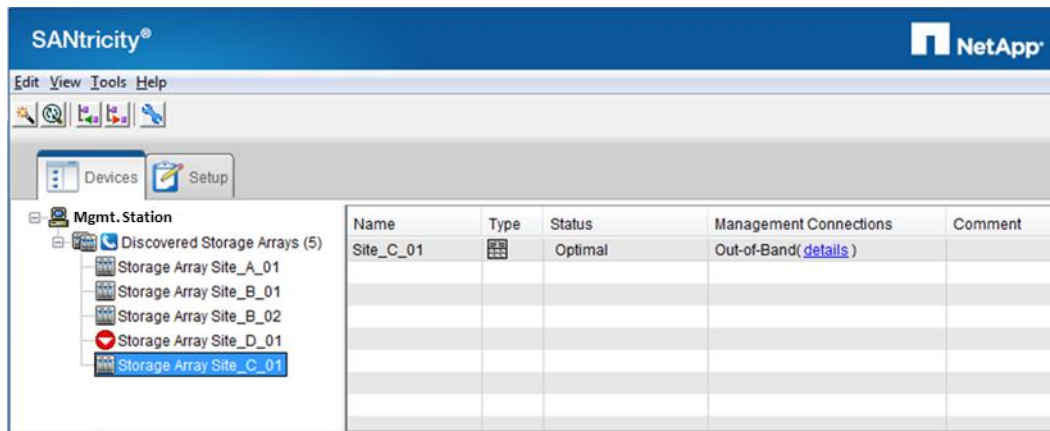 SANtricity®
NetApp®
Edit View Tools Help
Devices Setup
Mgmt. Station
Discovered Storage Arrays (5)
Storage Array Site_A_01
Storage Array Site_B_01
Storage Array Site_B_02
Storage Array Site_D_01
Storage Array Site_C_01
Name Type Status Management Connections Comment
Site_C_01 Optimal Out-of-Band( details )